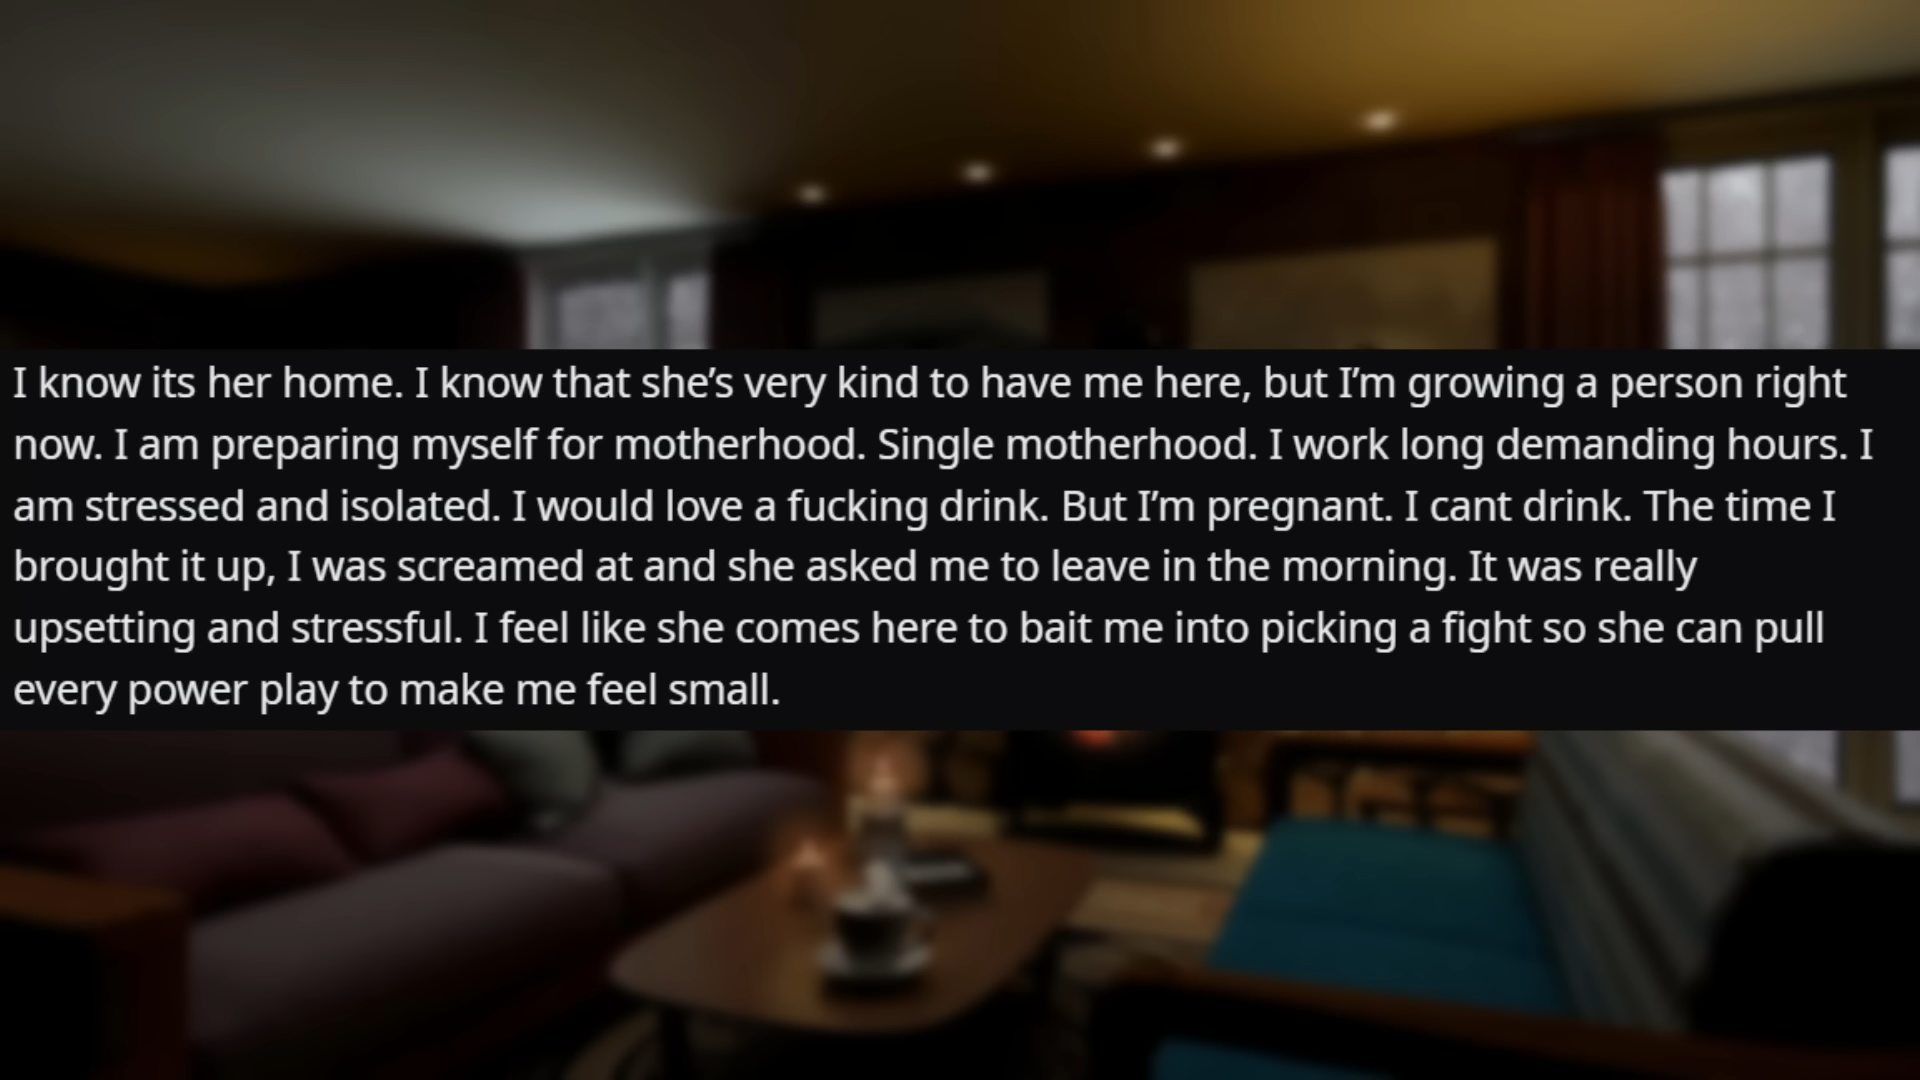 I know its her home. I know that she’s very kind to have me here, but I’m growing a person right
now. I am preparing myself for motherhood. Single motherhood. I work long demanding hours. I
am stressed and isolated. I would love a fucking drink. But I’m pregnant. I cant drink. The time I
brought it up, I was screamed at and she asked me to leave in the morning. It was really
upsetting and stressful. I feel like she comes here to bait me into picking a fight so she can pull
every power play to make me feel small.